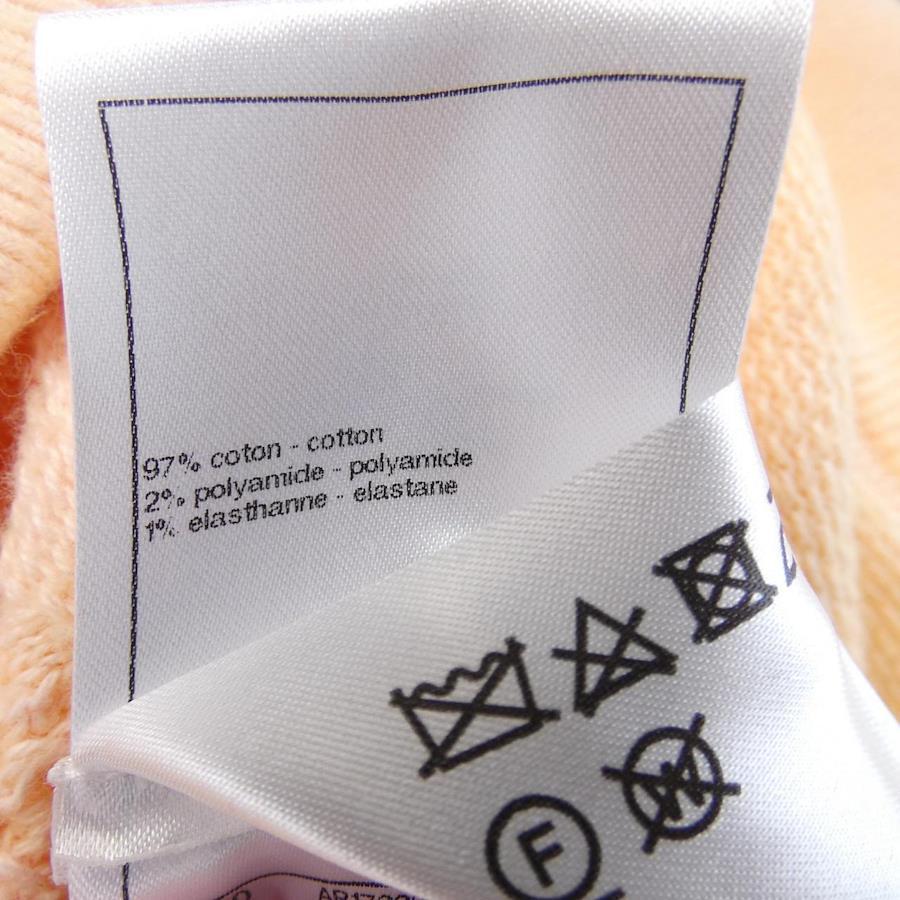 97% coton - cotton
2% polyamide - polyamide
1% elasthanne - elastane
W
F